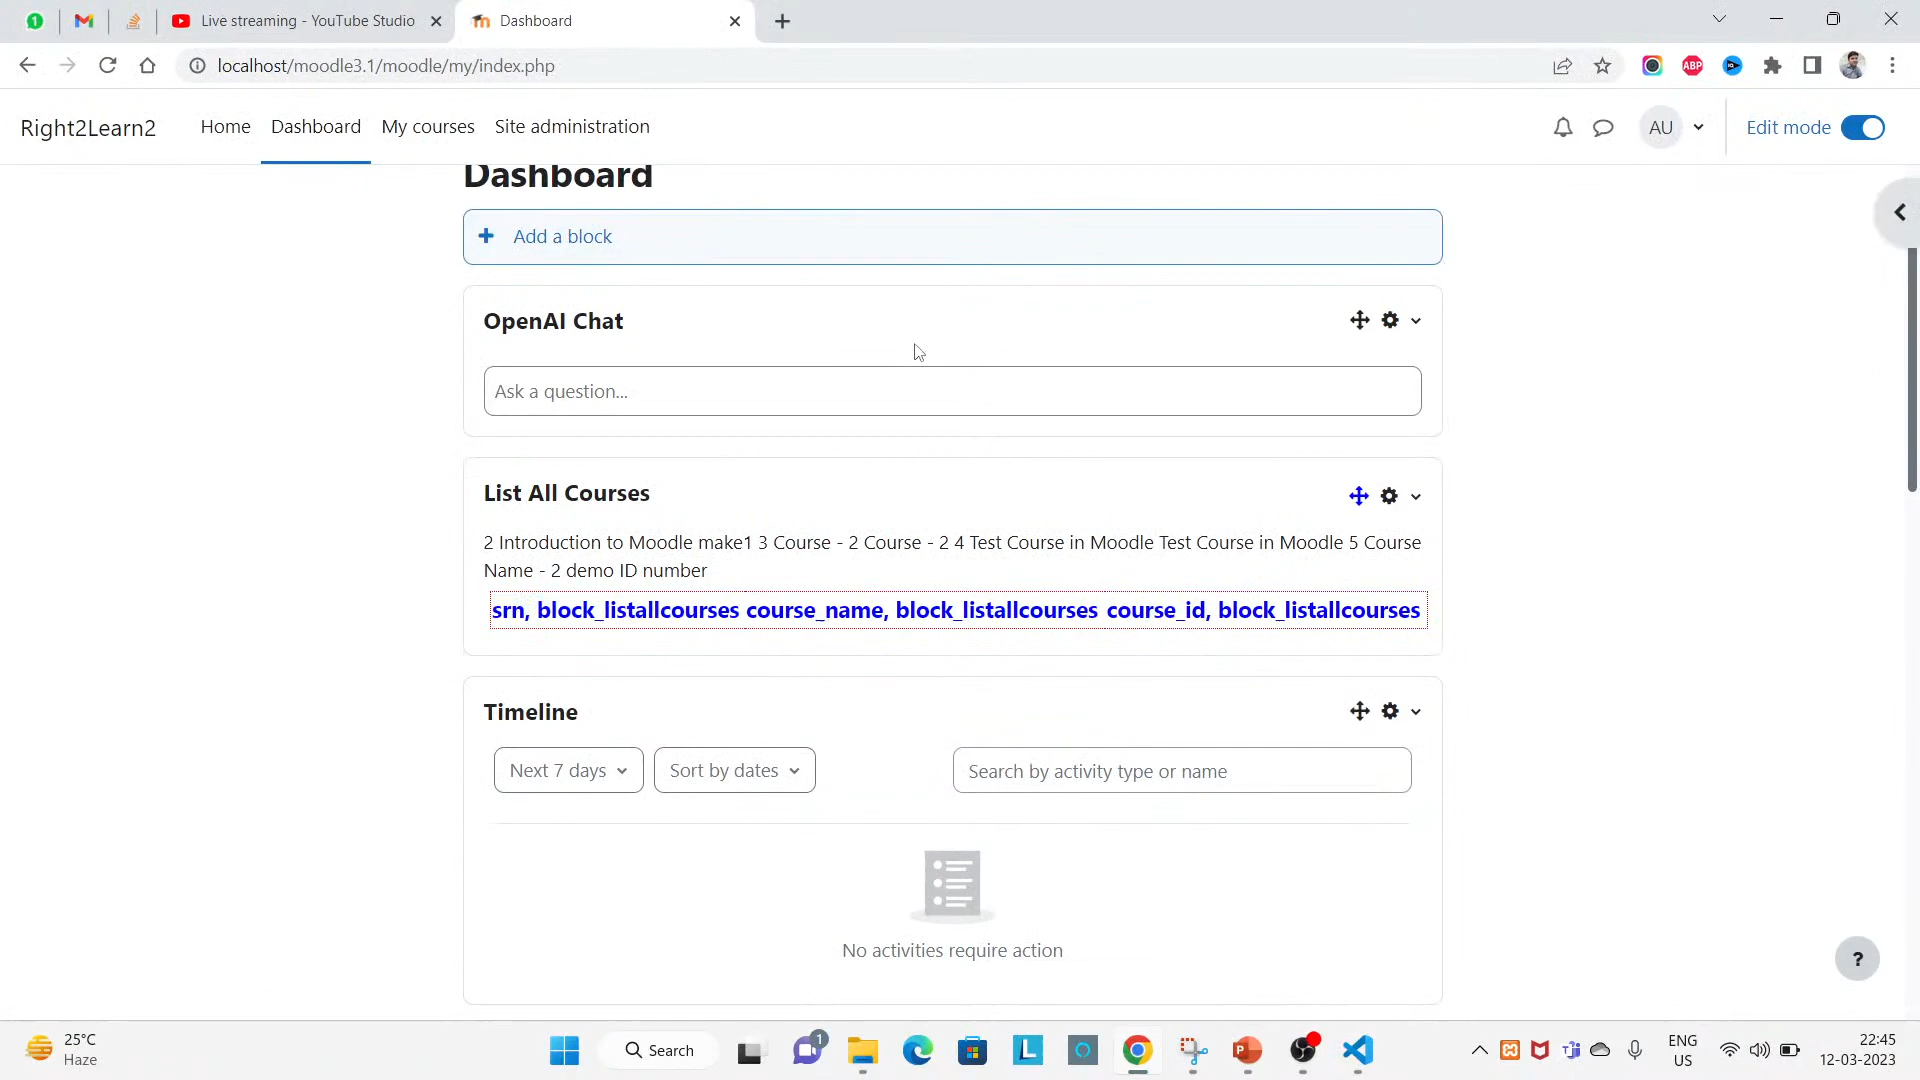 1
Live streaming - YouTube Studio
Dashboard
localhost/moodle3.1/moodle/my/index.php
ABP
Right2Learn2
Home
Dashboard
My courses
Site administration
AU
Edit mode
Dashboard
Add a block
OpenAI Chat
Ask a question...
List All Courses
2 Introduction to Moodle make1 3 Course - 2 Course - 2 4 Test Course in Moodle Test Course in Moodle 5 Course
Name - 2 demo ID number
srn, block_listallcourses course_name, block_listallcourses course_id, block_listallcourses
Timeline
Next 7 days
Sort by dates
Search by activity type or name
No activities require action
?
25°C
Haze
Search
1
L
P
ENG
US
22:45
12-03-2023